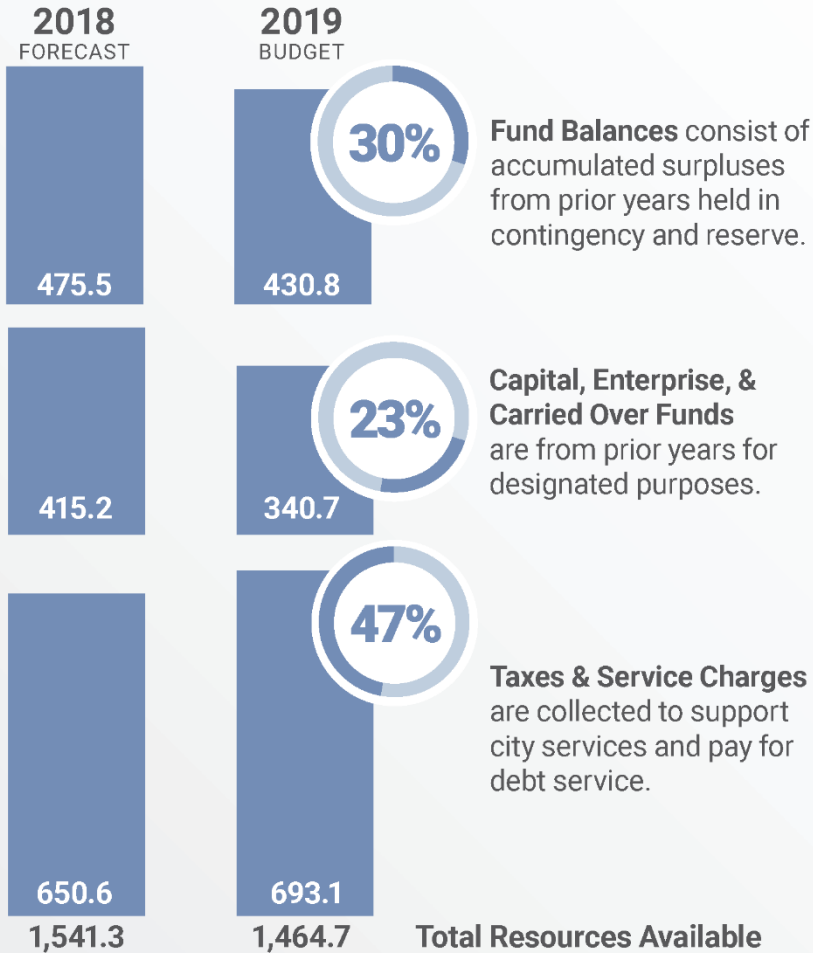 2018
FORECAST
2019
BUDGET
475.5
430.8
30%
Fund Balances consist of
accumulated surpluses
from prior years held in
contingency and reserve.
415.2
340.7
23%
Capital, Enterprise, &
Carried Over Funds
are from prior years for
designated purposes.
650.6
693.1
47%
Taxes & Service Charges
are collected to support
city services and pay for
debt service.
1,541.3
1,464.7
Total Resources Available